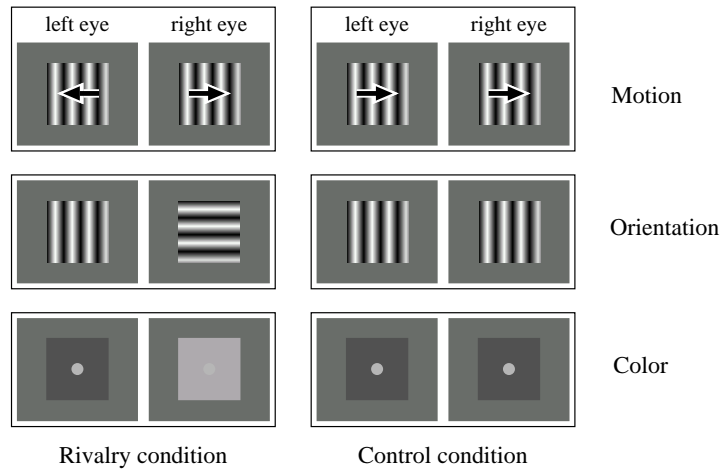 left eye right eye left eye right eye
Motion
Orientation
Color
Rivalry condition Control condition